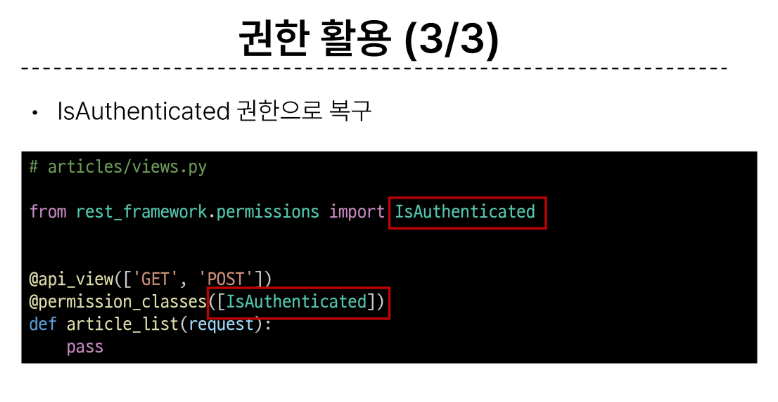 권한 활용 (3/3)
• IsAuthenticated 권한으로 복구
# articles/views.py
from rest_framework.permissions import IsAuthenticated
@api_view(['GET', 'POST'])
@permission_classes([IsAuthenticated])
def article_list(request):
    pass